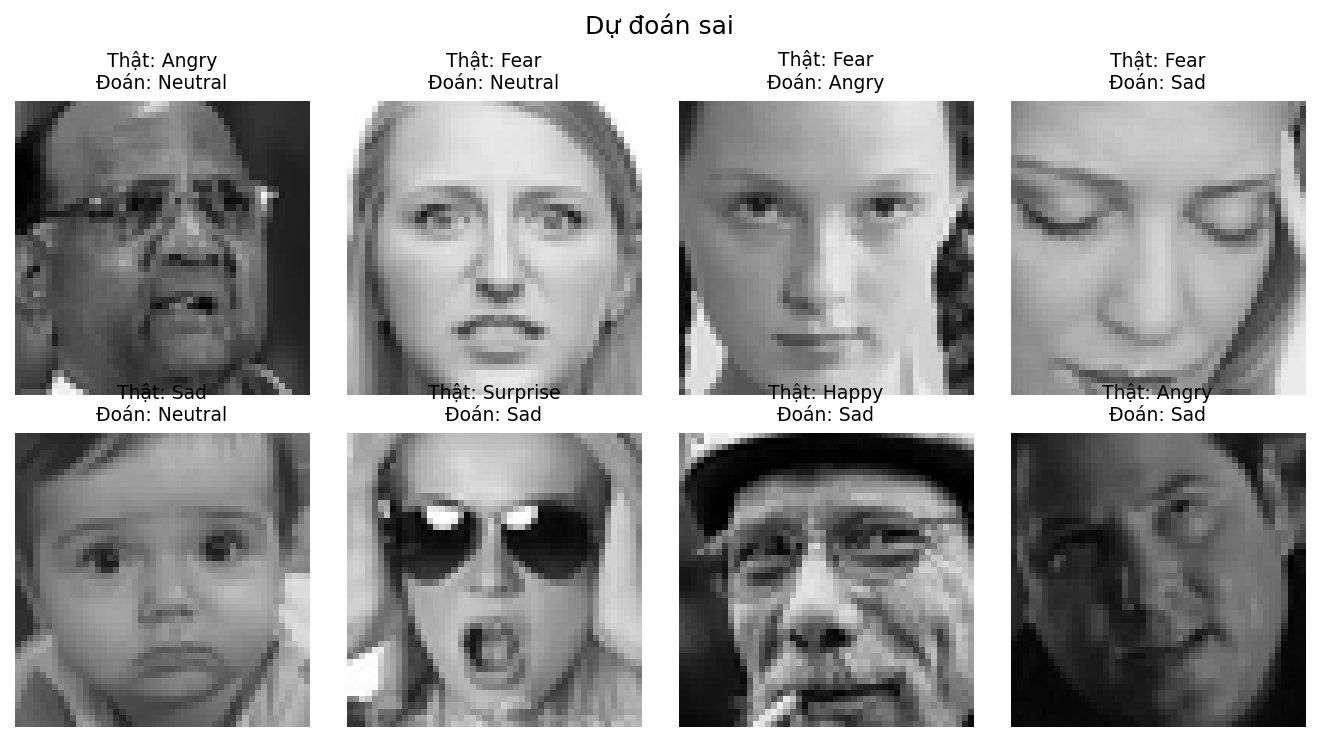 Dự đoán sai
Thật: Angry
Đoán: Neutral
Thật: Fear
Đoán: Neutral
Thật: Fear
Đoán: Angry
Thật: Fear
Đoán: Sad
Thật: Sad
Đoán: Neutral
Thật: Surprise
Đoán: Sad
Thật: Happy
Đoán: Sad
Thật: Angry
Đoán: Sad